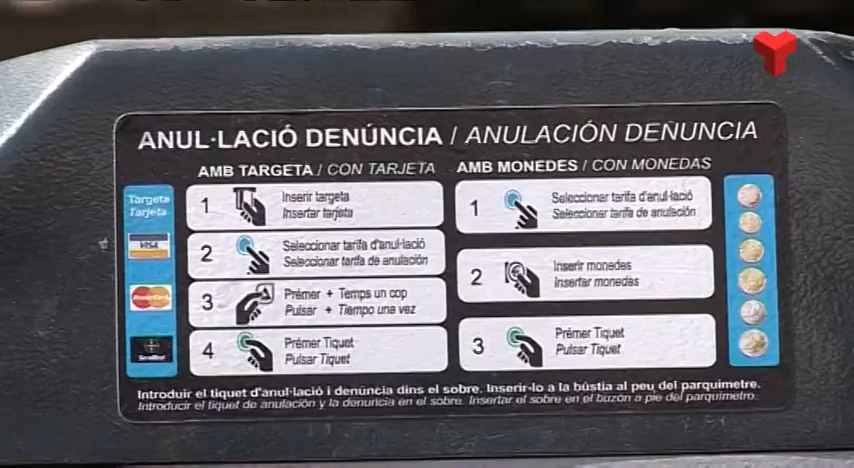 ANUL·LACIÓ DENÚNCIA / ANULACIÓN DENUNCIA
AMB TARGETA / CON TARJETA
Targeta
Tarjeta
VISA
MasterCard
1 Inserir targeta
Insertar tarjeta
2 Seleccionar tarifa d'anul·lació
Seleccionar tarifa de anulación
3 Prémer + Temps un cop
Pulsar + Tiempo una vez
4 Prémer Tiquet
Pulsar Tiquet
AMB MONEDES / CON MONEDAS
1 Seleccionar tarifa d'anul·lació
Seleccionar tarifa de anulación
2 Inserir monedes
Insertar monedas
3 Prémer Tiquet
Pulsar Tiquet
Introduir el tiquet d'anul·lació i denúncia dins el sobre. Inserir-lo a la bústia al peu del parquímetre.
Introducir el tiquet de anulación y la denuncia en el sobre. Insertar el sobre en el buzón a pie del parquímetro.